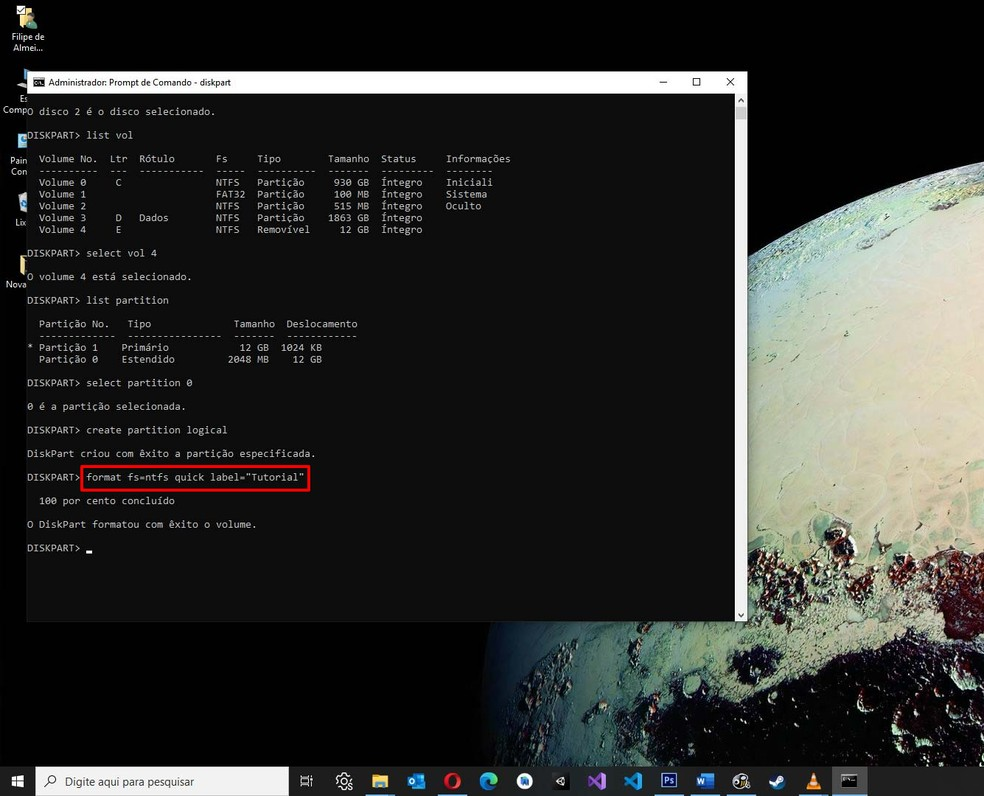 Filipe de
Almei...
Es
Comp
Pain
Con
Lix
Nova
Administrador: Prompt de Comando - diskpart
O disco 2 é o disco selecionado.
DISKPART> list vol
Volume No. Ltr Rótulo Fs Tipo Tamanho Status Informações
---------- --- ----------- ----- ---------- ------- --------- --------
Volume 0 C NTFS Partição 930 GB Íntegro Iniciali
Volume 1 FAT32 Partição 100 MB Íntegro Sistema
Volume 2 NTFS Partição 515 MB Íntegro Oculto
Volume 3 D Dados NTFS Partição 1863 GB Íntegro
Volume 4 E NTFS Removível 12 GB Íntegro
DISKPART> select vol 4
O volume 4 está selecionado.
DISKPART> list partition
Partição No. Tipo Tamanho Deslocamento
------------- ---------------- ------- ------------
* Partição 1 Primário 12 GB 1024 KB
Partição 0 Estendido 2048 MB 12 GB
DISKPART> select partition 0
0 é a partição selecionada.
DISKPART> create partition logical
DiskPart criou com êxito a partição especificada.
DISKPART> format fs=ntfs quick label="Tutorial"
100 por cento concluído
O DiskPart formatou com êxito o volume.
DISKPART>
Digite aqui para pesquisar
Ps